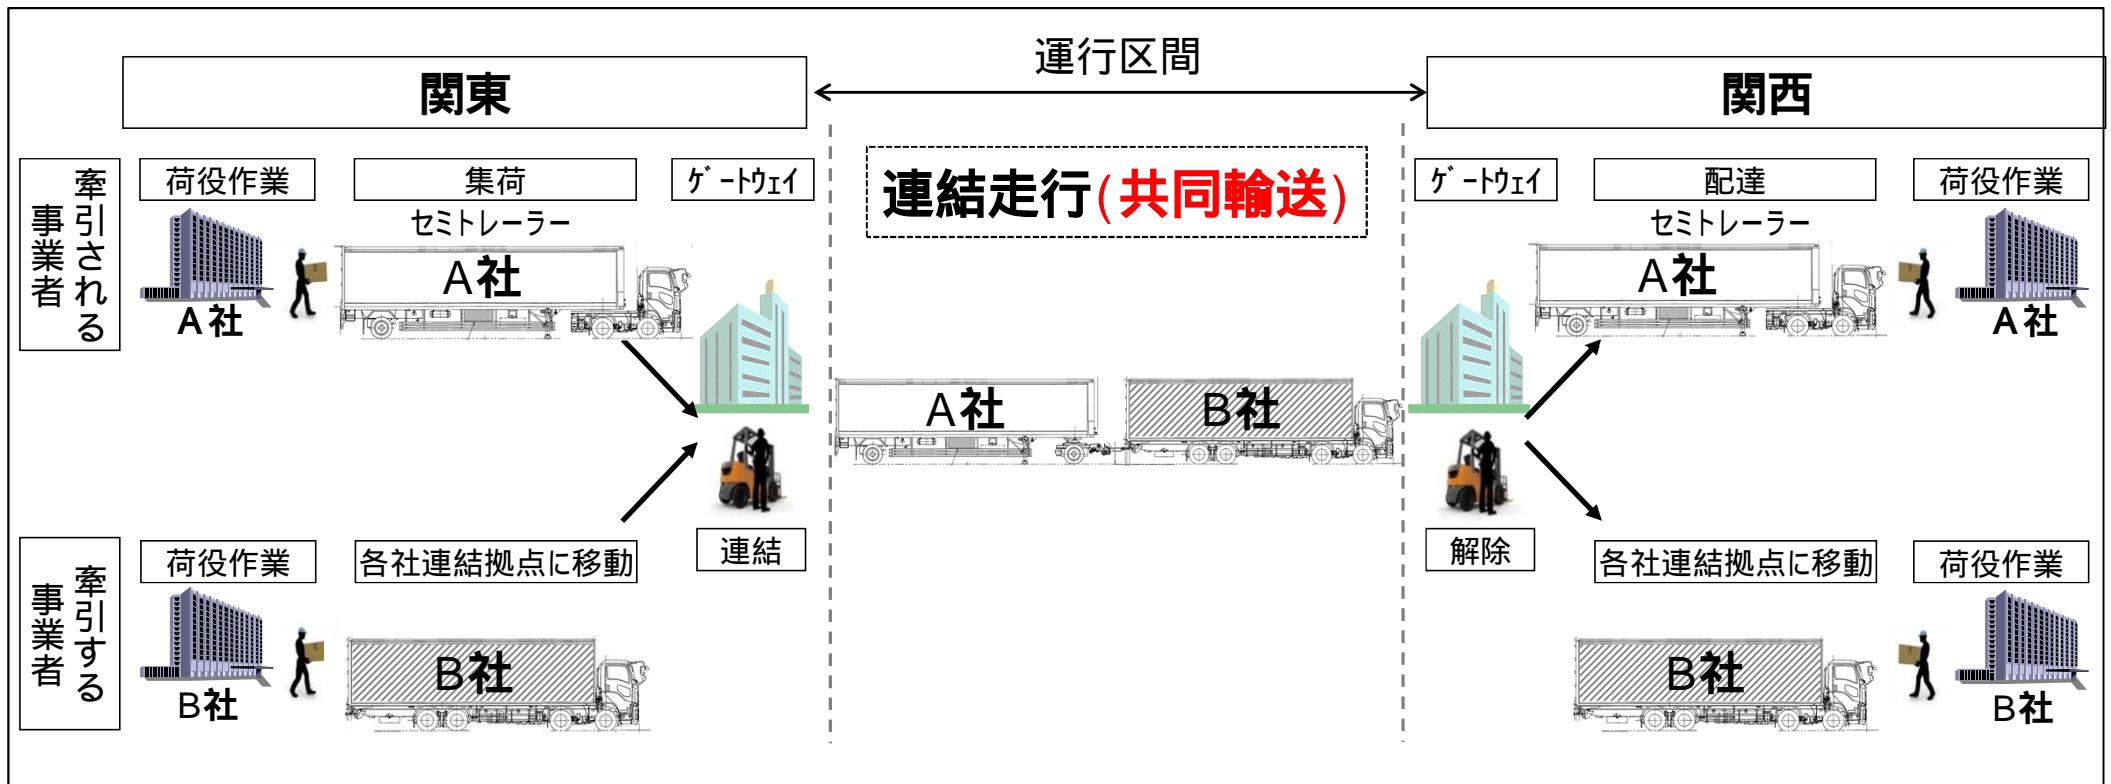 運行区間
関東
関西
連結走行(共同輸送)
牽引される
事業者
荷役作業
集荷
ｹﾞｰﾄｳｪｲ
セミトレーラー
A社
A社
ｹﾞｰﾄｳｪｲ
配達
荷役作業
セミトレーラー
A社
A社
A社
B社
連結
解除
牽引する
事業者
荷役作業
各社連結拠点に移動
B社
B社
各社連結拠点に移動
荷役作業
B社
B社